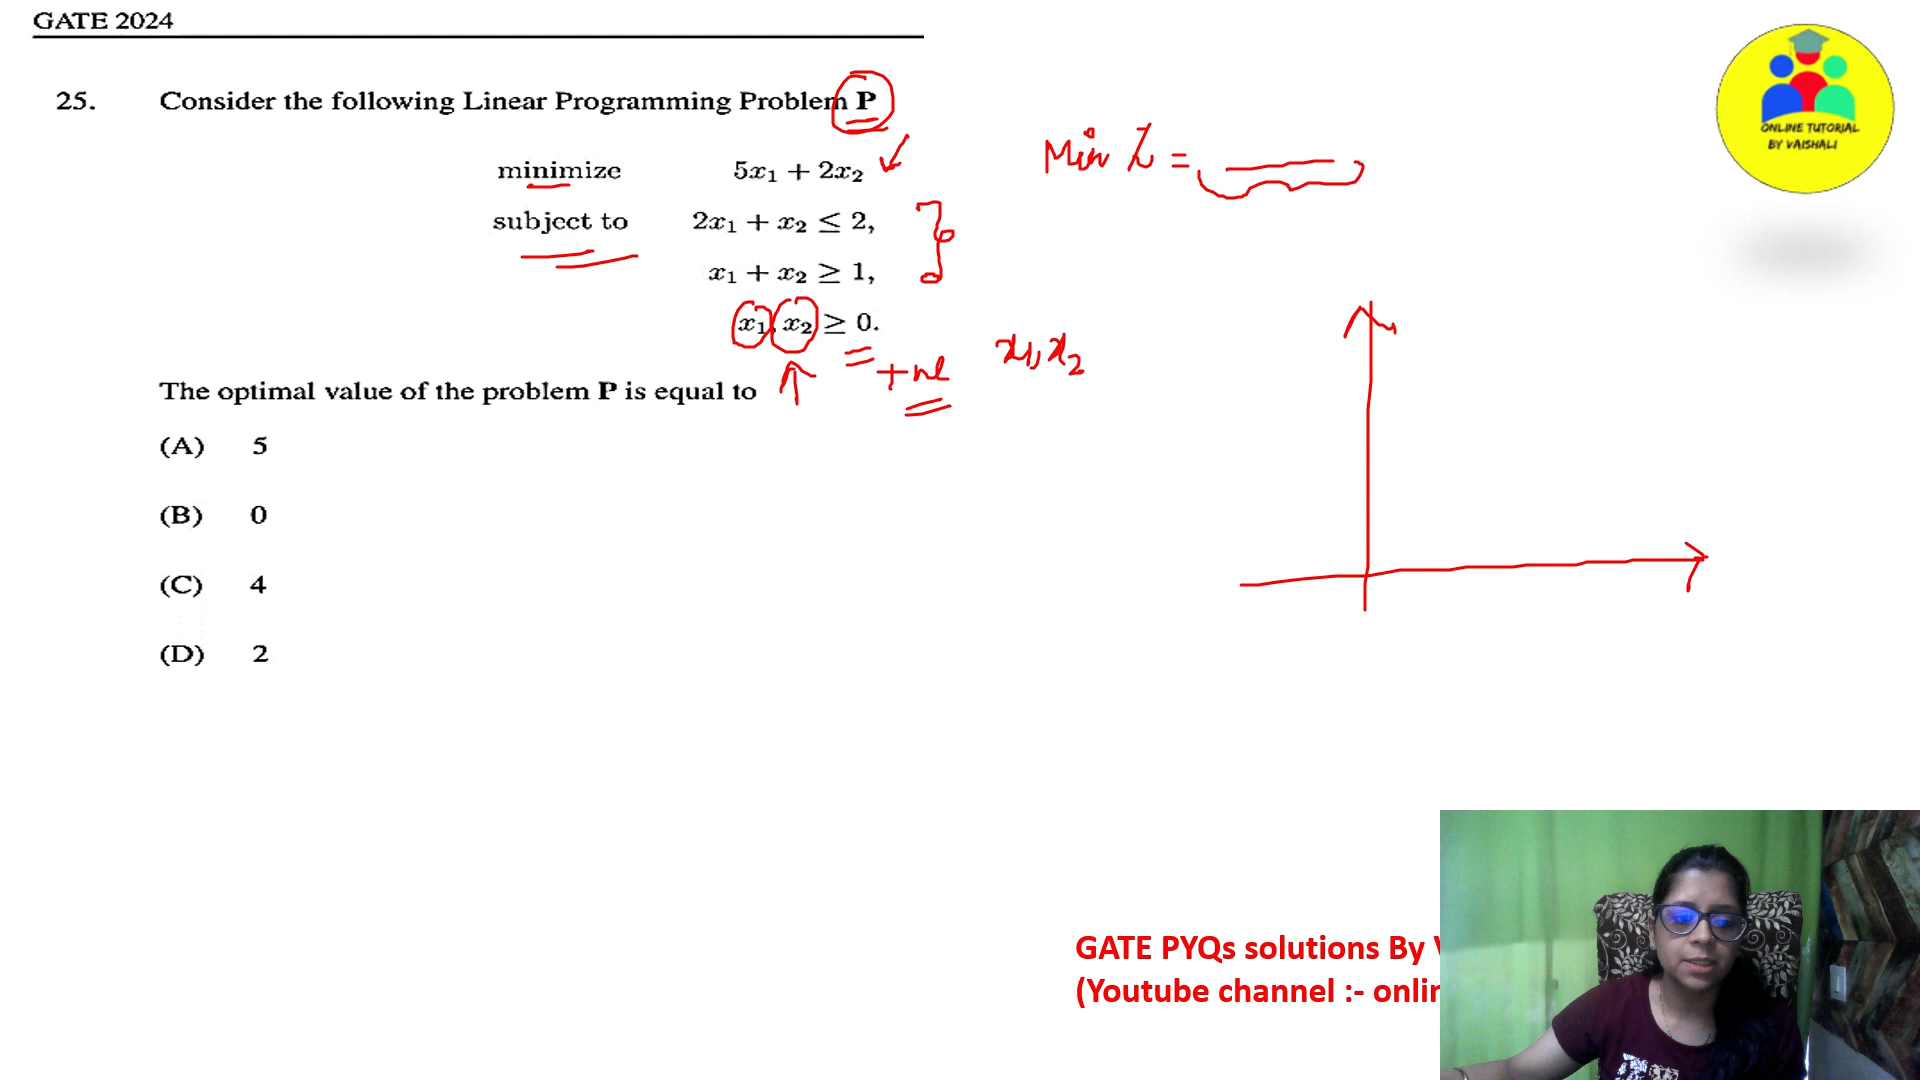 GATE 2024
25. Consider the following Linear Programming Problem P
minimize 5x₁ + 2x₂
subject to 2x₁ + x₂ ≤ 2,
x₁ + x₂ ≥ 1,
x₁, x₂ ≥ 0.
The optimal value of the problem P is equal to
(A) 5
(B) 0
(C) 4
(D) 2
Min Z =
+ve
x₁, x₂
ONLINE TUTORIAL
BY VAISHALI
GATE PYQs solutions By
(Youtube channel :- onlin